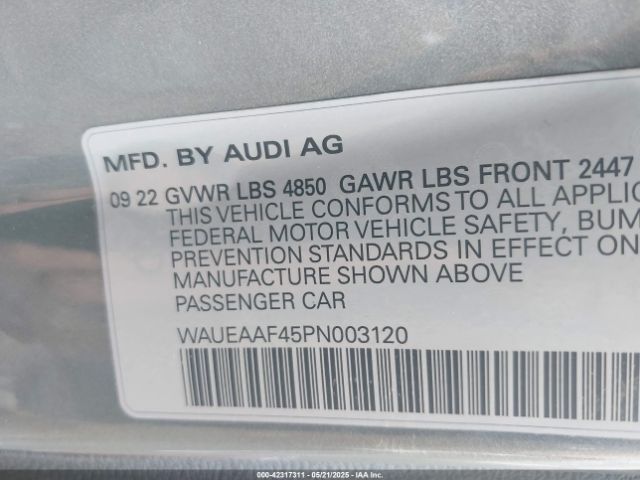 MFD. BY AUDI AG
09 22 GVWR LBS 4850 GAWR LBS FRONT 2447
THIS VEHICLE CONFORMS TO ALL APPLIC
FEDERAL MOTOR VEHICLE SAFETY, BUM
PREVENTION STANDARDS IN EFFECT ON
MANUFACTURE SHOWN ABOVE
PASSENGER CAR
WAUEAAF45PN003120
000-42317311 - 05/21/2025 - IAAI.COM